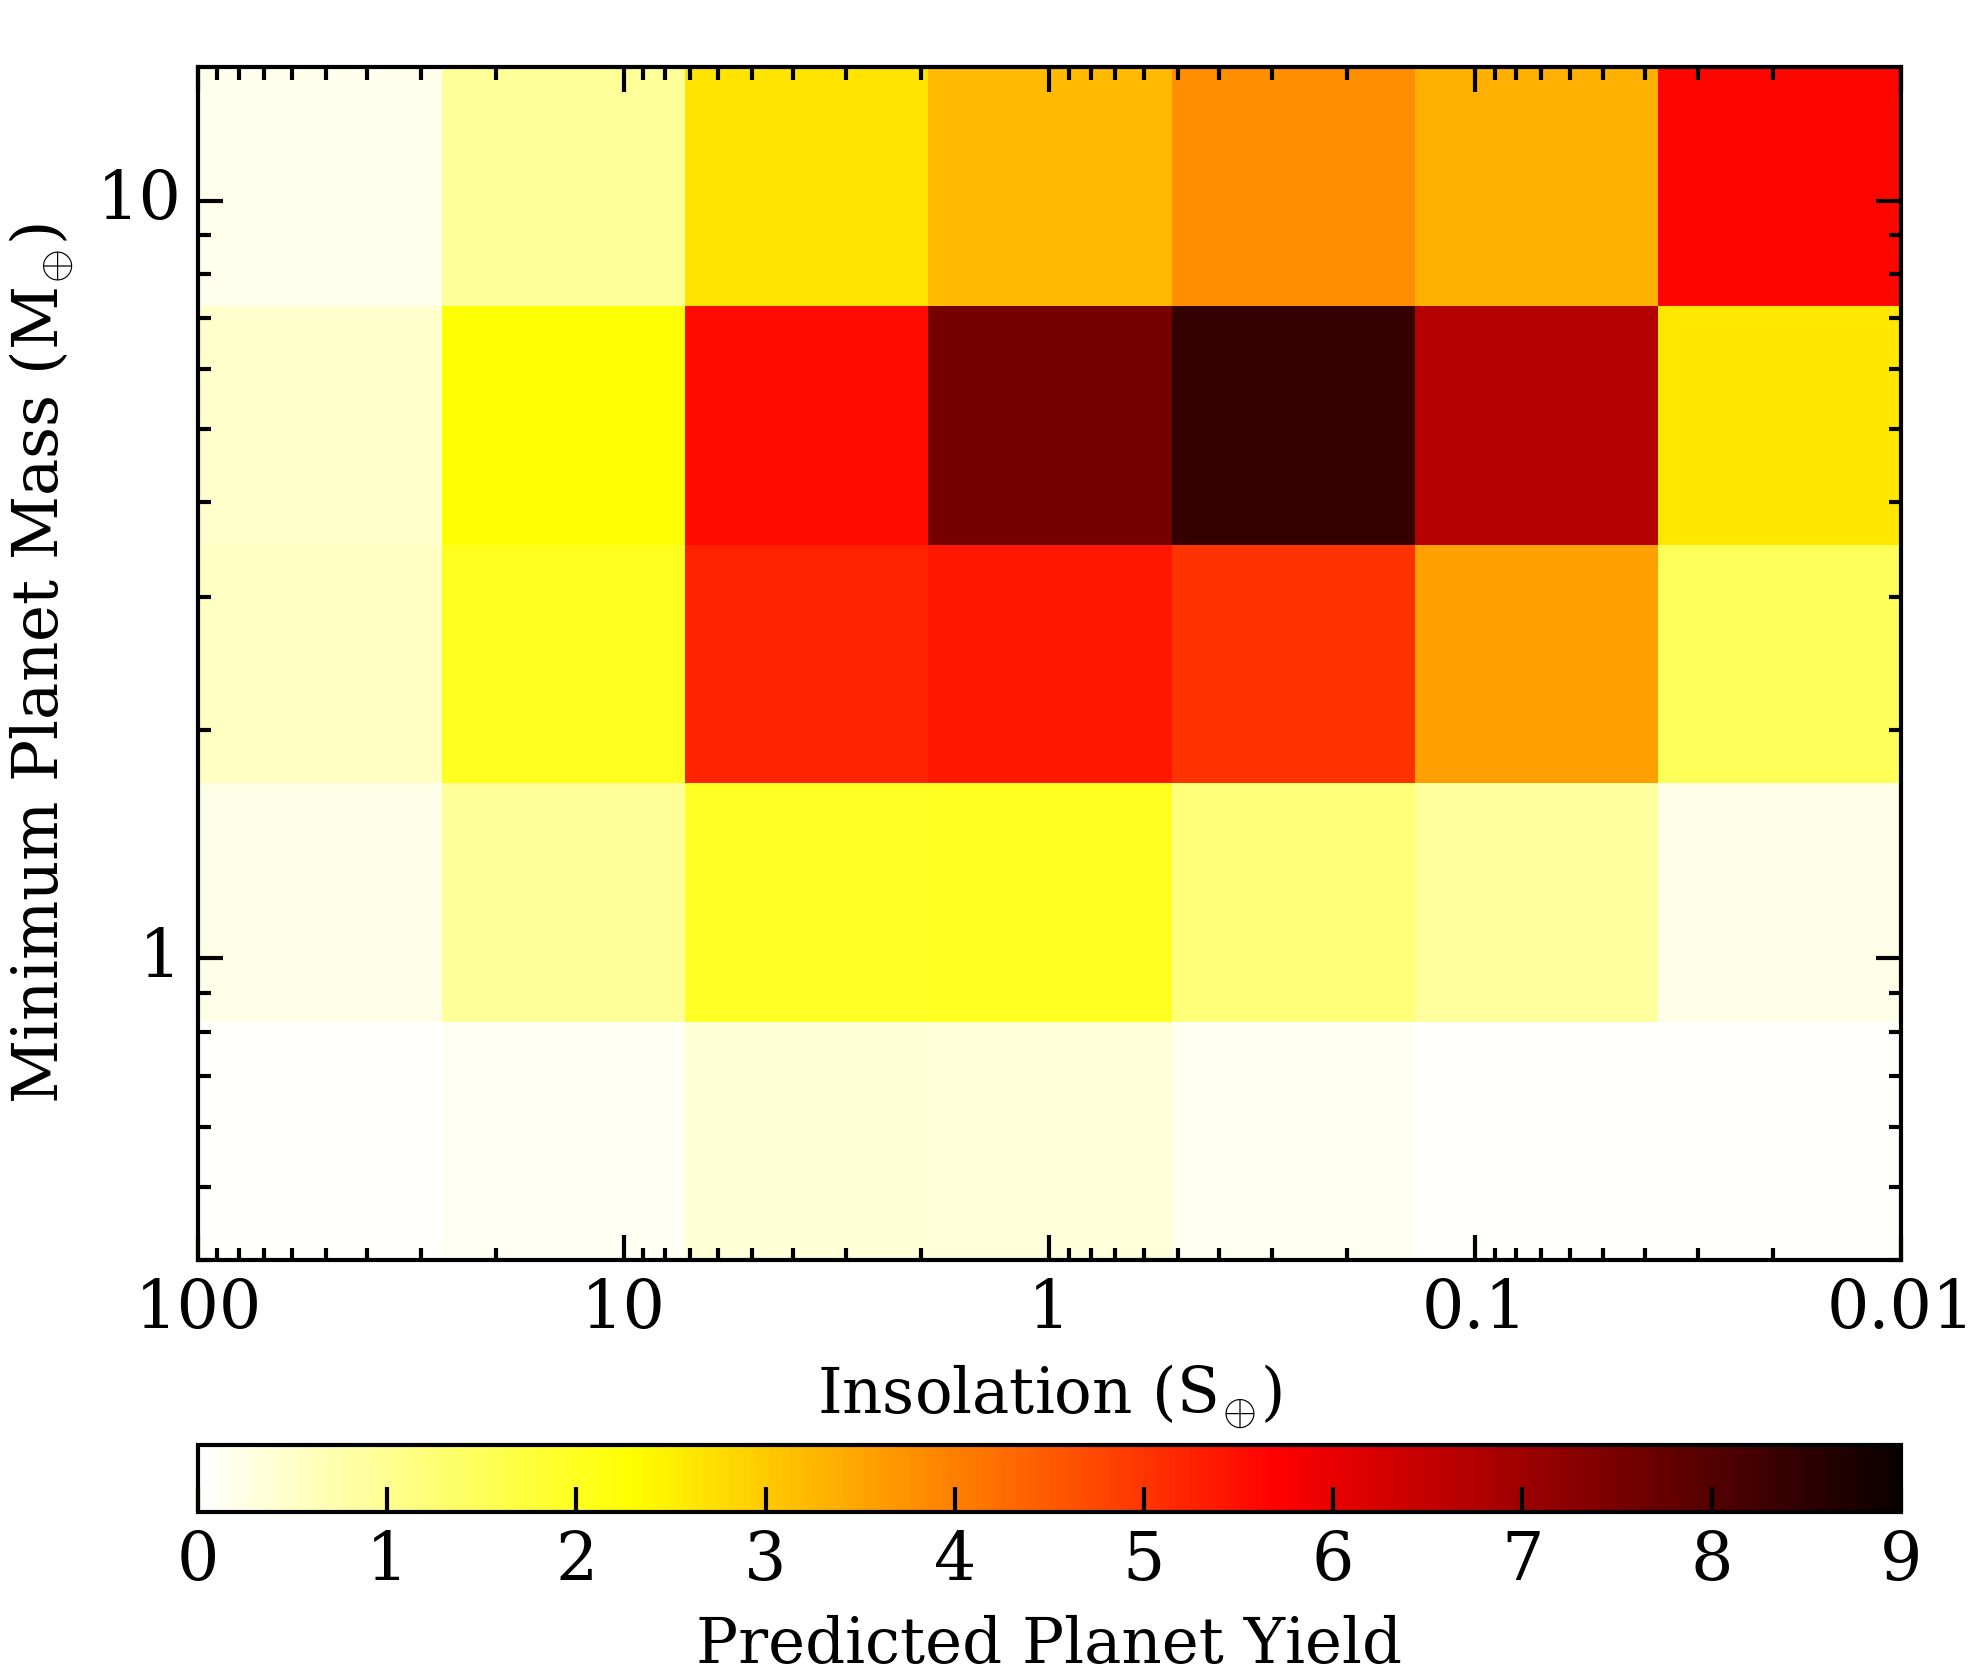 Minimum Planet Mass (M⊕)
10
1
100 10 1 0.1 0.01
Insolation (S⊕)
0 1 2 3 4 5 6 7 8 9
Predicted Planet Yield